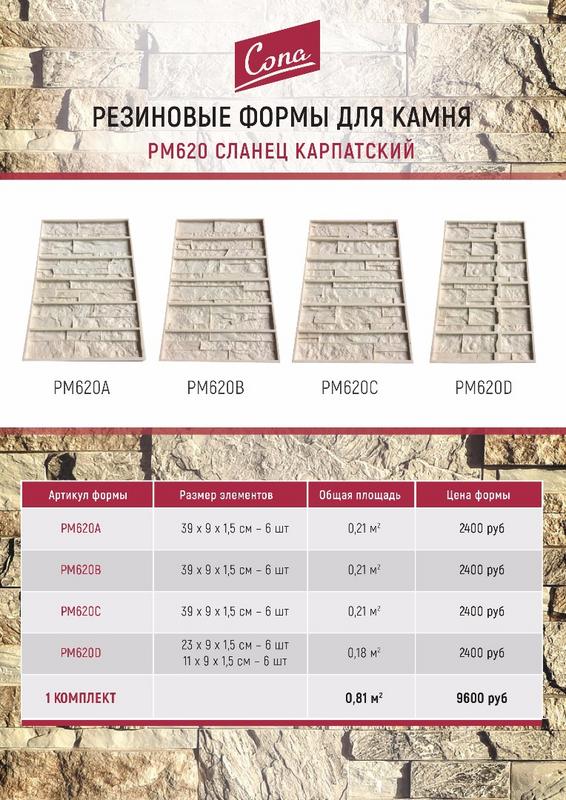 Cona
РЕЗИНОВЫЕ ФОРМЫ ДЛЯ КАМНЯ
РМ620 СЛАНЕЦ КАРПАТСКИЙ
РМ620А РМ620В РМ620С РМ620D
Артикул формы Размер элементов Общая площадь Цена формы
РМ620А 39 x 9 x 1,5 см – 6 шт 0,21 м² 2400 руб
РМ620В 39 x 9 x 1,5 см – 6 шт 0,21 м² 2400 руб
РМ620С 39 x 9 x 1,5 см – 6 шт 0,21 м² 2400 руб
РМ620D 23 x 9 x 1,5 см – 6 шт 0,18 м² 2400 руб
11 x 9 x 1,5 см – 6 шт
1 КОМПЛЕКТ 0,81 м² 9600 руб